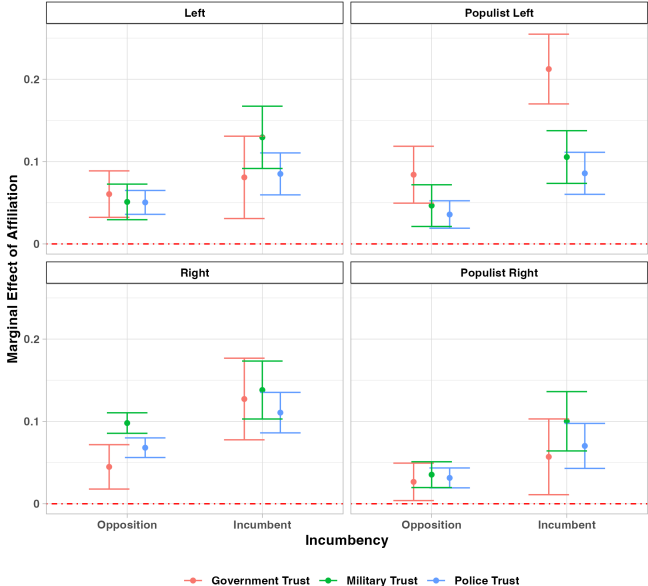 Left
Populist Left
0.2
0.1
0
Right
Populist Right
0.2
0.1
0
Marginal Effect of Affiliation
Opposition
Incumbent
Opposition
Incumbent
Incumbency
Government Trust
Military Trust
Police Trust